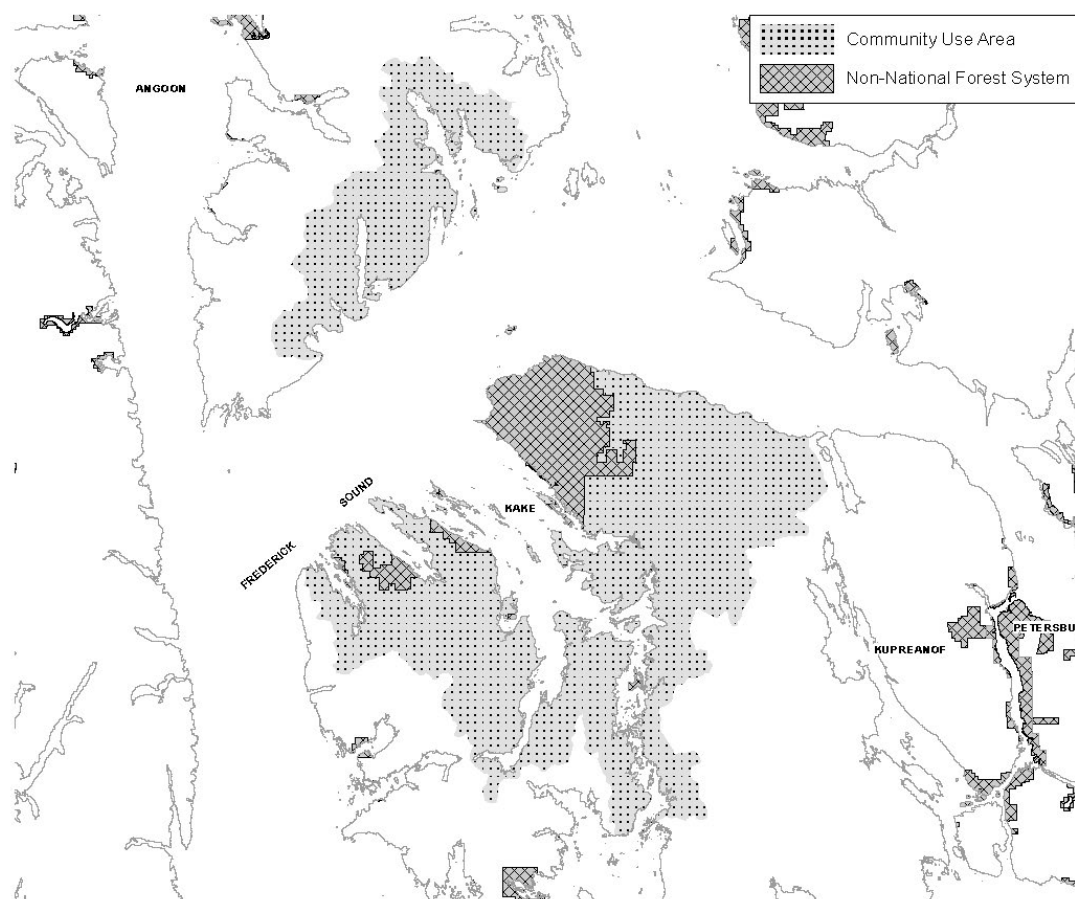 Community Use Area
Non-National Forest System
ANGOON
SOUND
KAKE
FREDERICK
PETERSBU
KUPREANOF